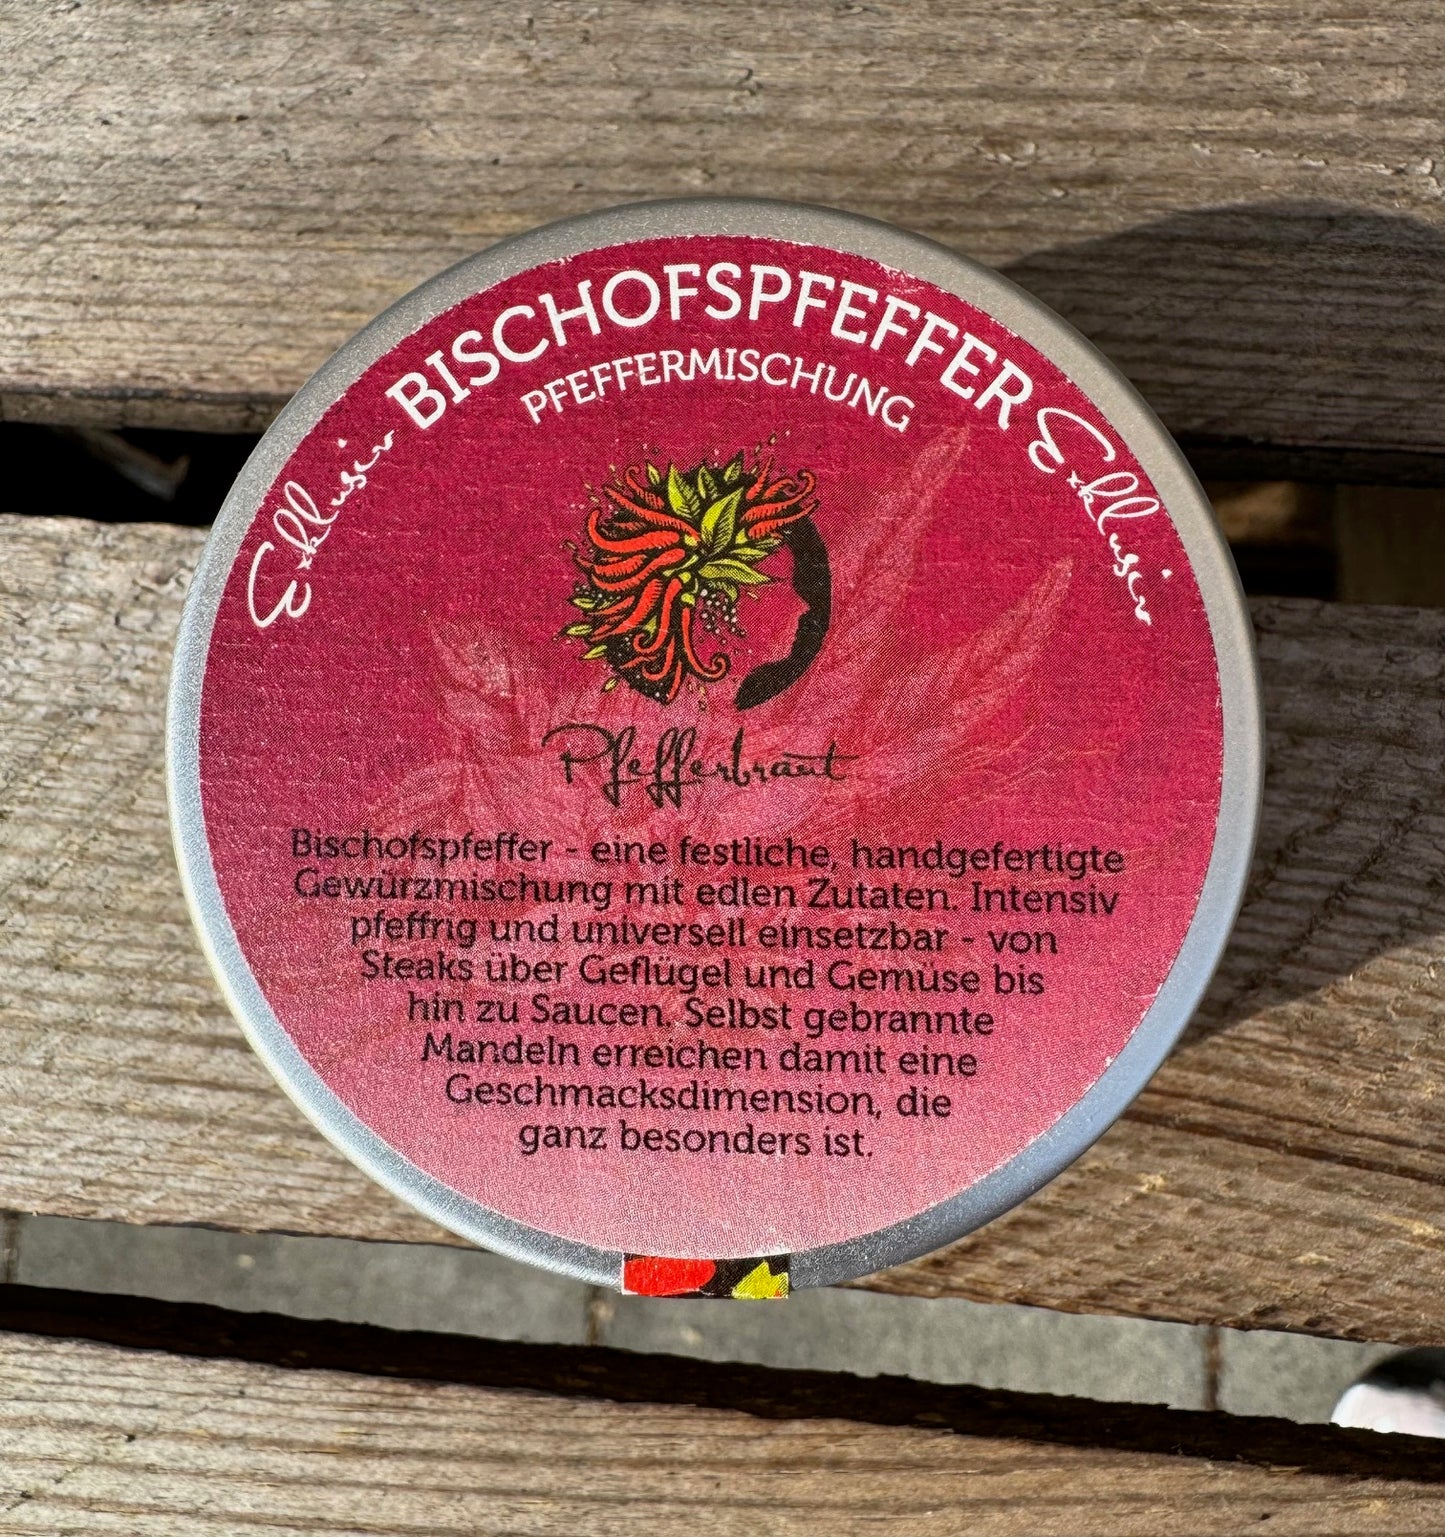 BISCHOFSPFEFFER
PFEFFERMISCHUNG
Exklusiv
Exklusiv
Pfefferbraut
Bischofspfeffer - eine festliche, handgefertigte
Gewürzmischung mit edlen Zutaten. Intensiv
pfeffrig und universell einsetzbar - von
Steaks über Geflügel und Gemüse bis
hin zu Saucen. Selbst gebrannte
Mandeln erreichen damit eine
Geschmacksdimension, die
ganz besonders ist.